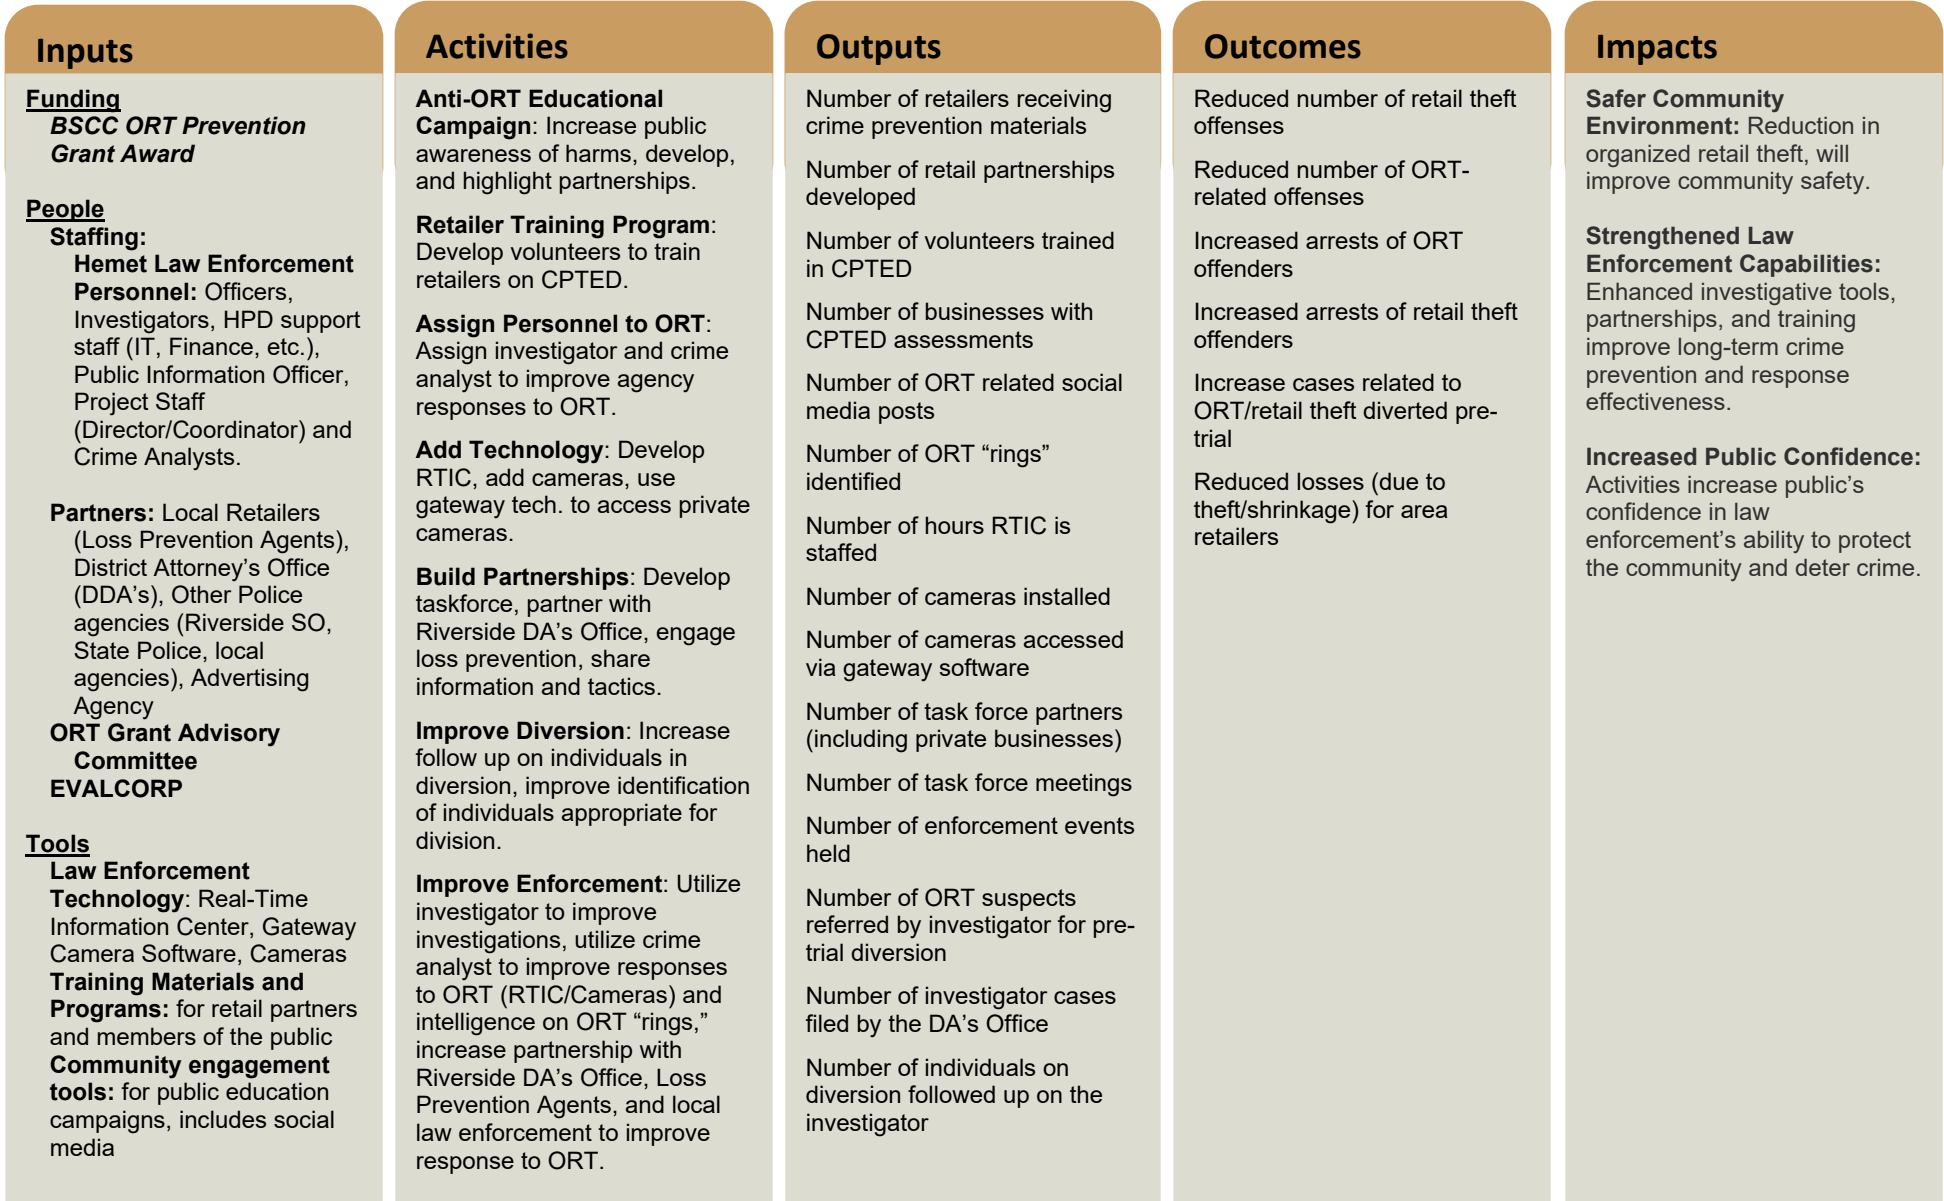 Inputs
Funding
BSCC ORT Prevention
Grant Award
People
Staffing:
Hemet Law Enforcement
Personnel: Officers,
Investigators, HPD support
staff (IT, Finance, etc.),
Public Information Officer,
Project Staff
(Director/Coordinator) and
Crime Analysts.
Partners: Local Retailers
(Loss Prevention Agents),
District Attorney’s Office
(DDA’s), Other Police
agencies (Riverside SO,
State Police, local
agencies), Advertising
Agency
ORT Grant Advisory
Committee
EVALCORP
Tools
Law Enforcement
Technology: Real-Time
Information Center, Gateway
Camera Software, Cameras
Training Materials and
Programs: for retail partners
and members of the public
Community engagement
tools: for public education
campaigns, includes social
media
Activities
Anti-ORT Educational
Campaign: Increase public
awareness of harms, develop,
and highlight partnerships.
Retailer Training Program:
Develop volunteers to train
retailers on CPTED.
Assign Personnel to ORT:
Assign investigator and crime
analyst to improve agency
responses to ORT.
Add Technology: Develop
RTIC, add cameras, use
gateway tech. to access private
cameras.
Build Partnerships: Develop
taskforce, partner with
Riverside DA’s Office, engage
loss prevention, share
information and tactics.
Improve Diversion: Increase
follow up on individuals in
diversion, improve identification
of individuals appropriate for
division.
Improve Enforcement: Utilize
investigator to improve
investigations, utilize crime
analyst to improve responses
to ORT (RTIC/Cameras) and
intelligence on ORT “rings,”
increase partnership with
Riverside DA’s Office, Loss
Prevention Agents, and local
law enforcement to improve
response to ORT.
Outputs
Number of retailers receiving
crime prevention materials
Number of retail partnerships
developed
Number of volunteers trained
in CPTED
Number of businesses with
CPTED assessments
Number of ORT related social
media posts
Number of ORT “rings”
identified
Number of hours RTIC is
staffed
Number of cameras installed
Number of cameras accessed
via gateway software
Number of task force partners
(including private businesses)
Number of task force meetings
Number of enforcement events
held
Number of ORT suspects
referred by investigator for pre-
trial diversion
Number of investigator cases
filed by the DA’s Office
Number of individuals on
diversion followed up on the
investigator
Outcomes
Reduced number of retail theft
offenses
Reduced number of ORT-
related offenses
Increased arrests of ORT
offenders
Increased arrests of retail theft
offenders
Increase cases related to
ORT/retail theft diverted pre-
trial
Reduced losses (due to
theft/shrinkage) for area
retailers
Impacts
Safer Community
Environment: Reduction in
organized retail theft, will
improve community safety.
Strengthened Law
Enforcement Capabilities:
Enhanced investigative tools,
partnerships, and training
improve long-term crime
prevention and response
effectiveness.
Increased Public Confidence:
Activities increase public’s
confidence in law
enforcement’s ability to protect
the community and deter crime.